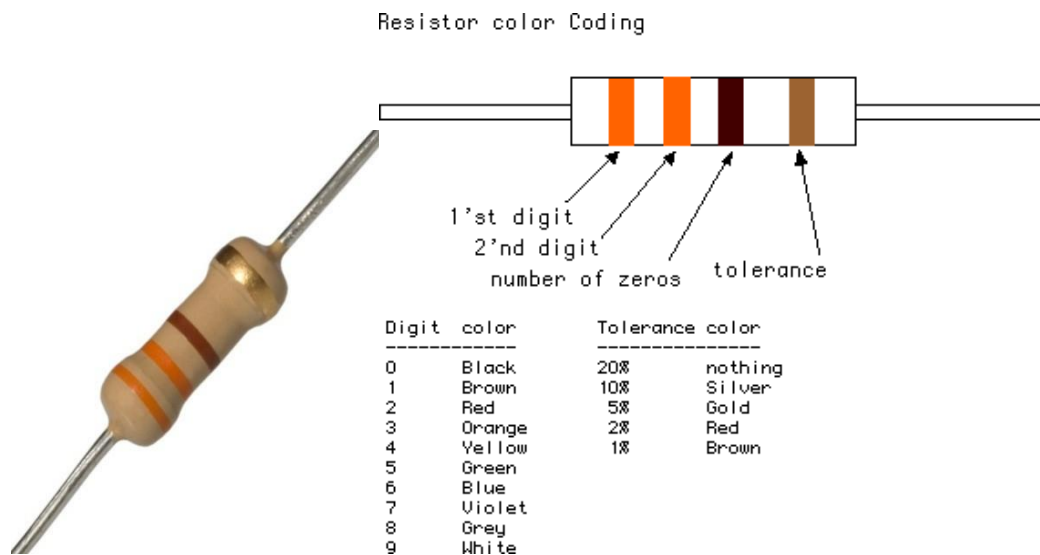 Resistor color Coding
1'st digit
2'nd digit
number of zeros
tolerance
Digit color Tolerance color
------------ ---------------
0 Black 20% nothing
1 Brown 10% Silver
2 Red 5% Gold
3 Orange 2% Red
4 Yellow 1% Brown
5 Green
6 Blue
7 Violet
8 Grey
9 White